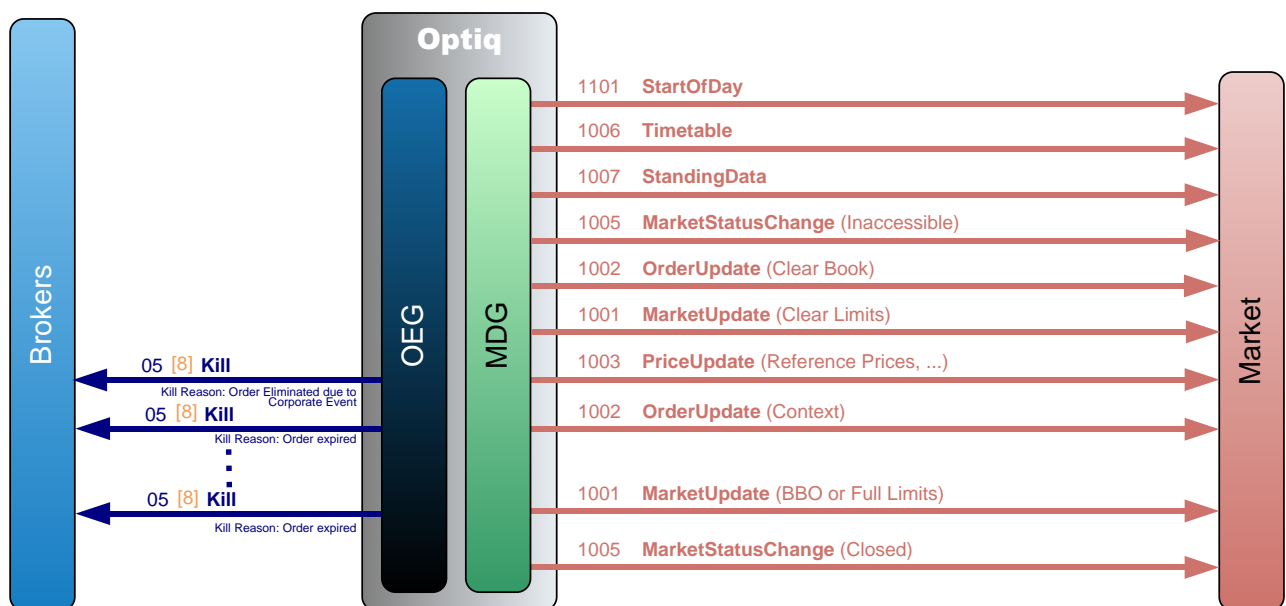 Optiq
Brokers
OEG
MDG
Market
1101 StartOfDay
1006 Timetable
1007 StandingData
1005 MarketStatusChange (Inaccessible)
1002 OrderUpdate (Clear Book)
1001 MarketUpdate (Clear Limits)
05 [8] Kill
1003 PriceUpdate (Reference Prices, ...)
Kill Reason: Order Eliminated due to
Corporate Event
05 [8] Kill
1002 OrderUpdate (Context)
Kill Reason: Order expired
05 [8] Kill
1001 MarketUpdate (BBO or Full Limits)
Kill Reason: Order expired
1005 MarketStatusChange (Closed)